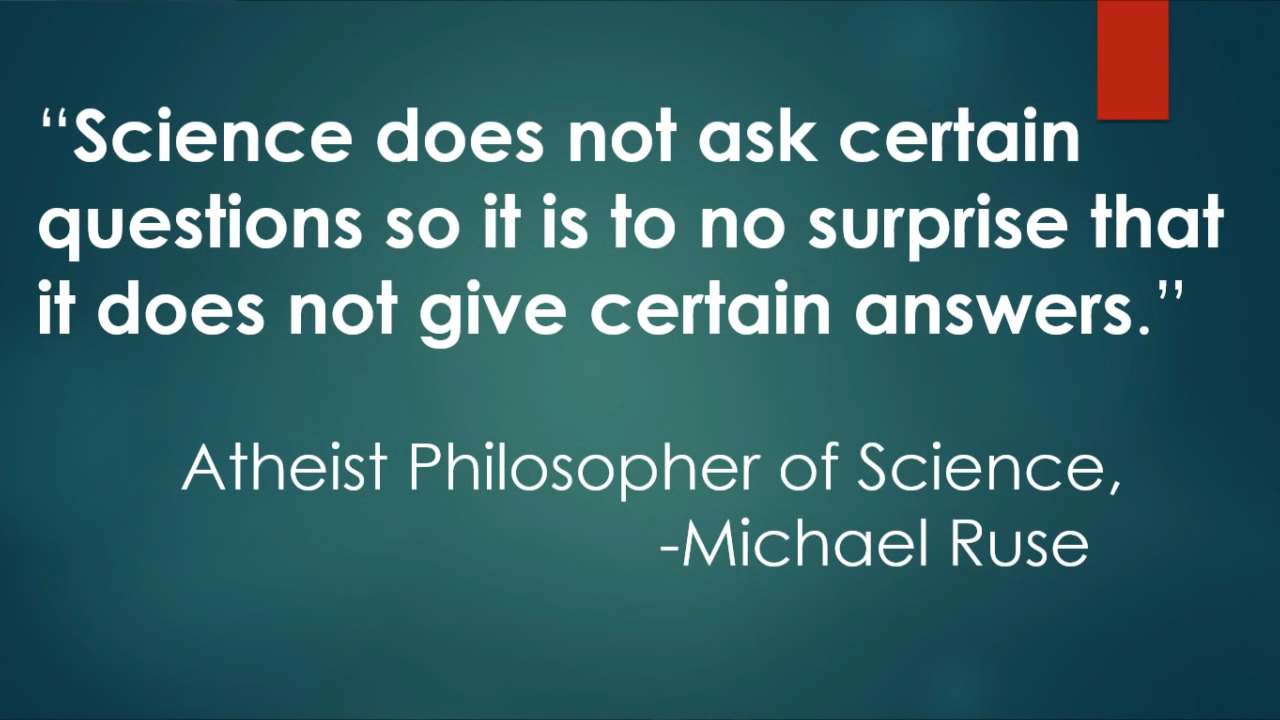 “Science does not ask certain
questions so it is to no surprise that
it does not give certain answers.”
Atheist Philosopher of Science,
-Michael Ruse